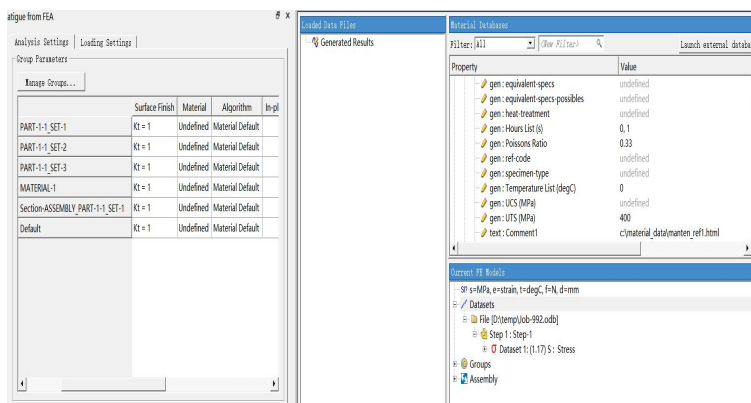 atigue from FEA
Analysis Settings Loading Settings
Group Parameters
Manage Groups...
Surface Finish Material Algorithm In-pl
PART-1-1_SET-1 Kt = 1 Undefined Material Default
PART-1-1_SET-2 Kt = 1 Undefined Material Default
PART-1-1_SET-3 Kt = 1 Undefined Material Default
MATERIAL-1 Kt = 1 Undefined Material Default
Section-ASSEMBLY_PART-1-1_SET-1 Kt = 1 Undefined Material Default
Default Kt = 1 Undefined Material Default
Loaded Data Files
Generated Results
Material Databases
Filter: All (New Filter) Launch external databa
Property Value
gen : equivalent-specs undefined
gen : equivalent-specs-possibles undefined
gen : heat-treatment undefined
gen : Hours List (s) 0, 1
gen : Poissons Ratio 0.33
gen : ref-code undefined
gen : specimen-type undefined
gen : Temperature List (degC) 0
gen : UCS (MPa) undefined
gen : UTS (MPa) 400
text : Comment1 c:\material_data\manten_ref1.html
Current FE Models
s=MPa, e=strain, t=degC, f=N, d=mm
Datasets
File [D:\temp\Job-992.odb]
Step 1 : Step-1
σ Dataset 1: (1.17) S : Stress
Groups
Assembly